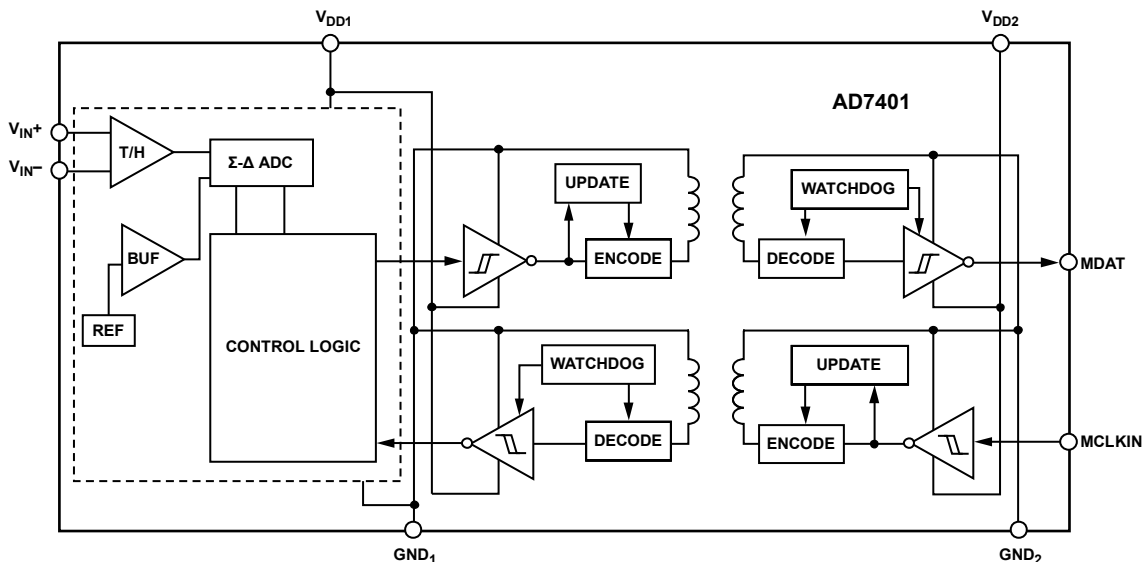 VDD1
VDD2
AD7401
VIN+
VIN–
T/H
Σ-Δ ADC
UPDATE
WATCHDOG
BUF
ENCODE
DECODE
MDAT
REF
CONTROL LOGIC
WATCHDOG
UPDATE
DECODE
ENCODE
MCLKIN
GND1
GND2